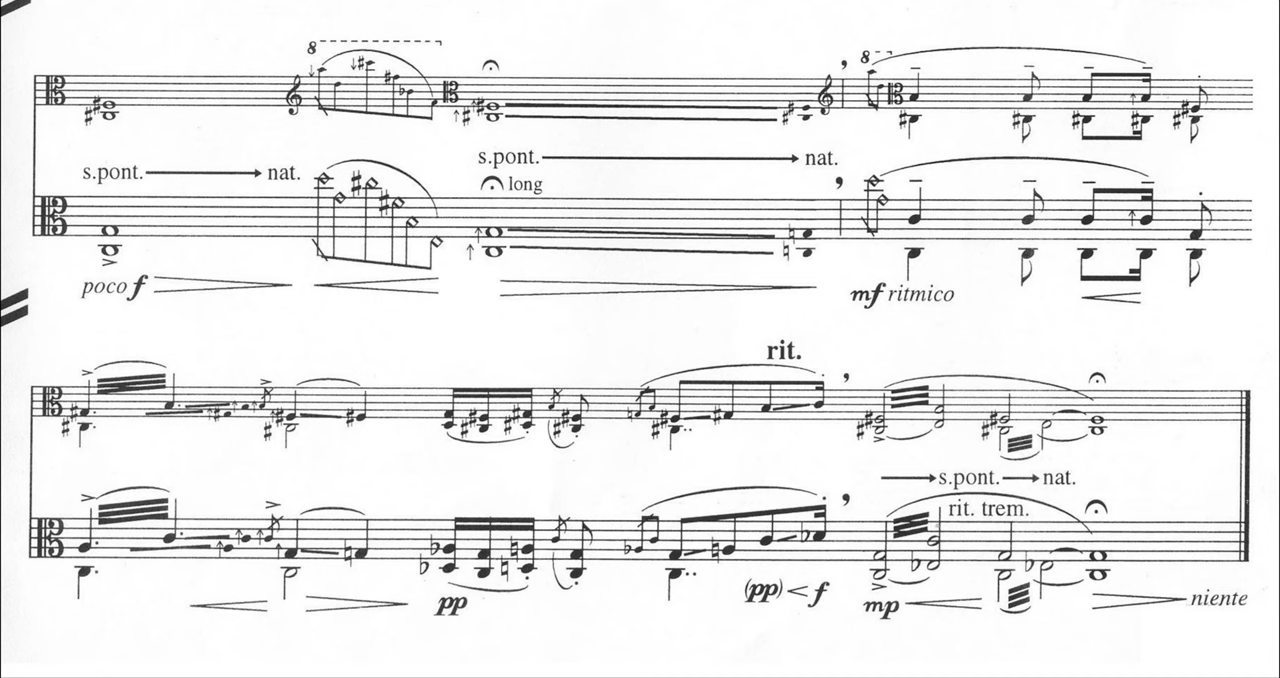 8
8
s.pont. nat.
s.pont. nat.
long
poco f
mf ritmico
rit.
s.pont. nat.
rit. trem.
pp
(pp) f
mp
niente